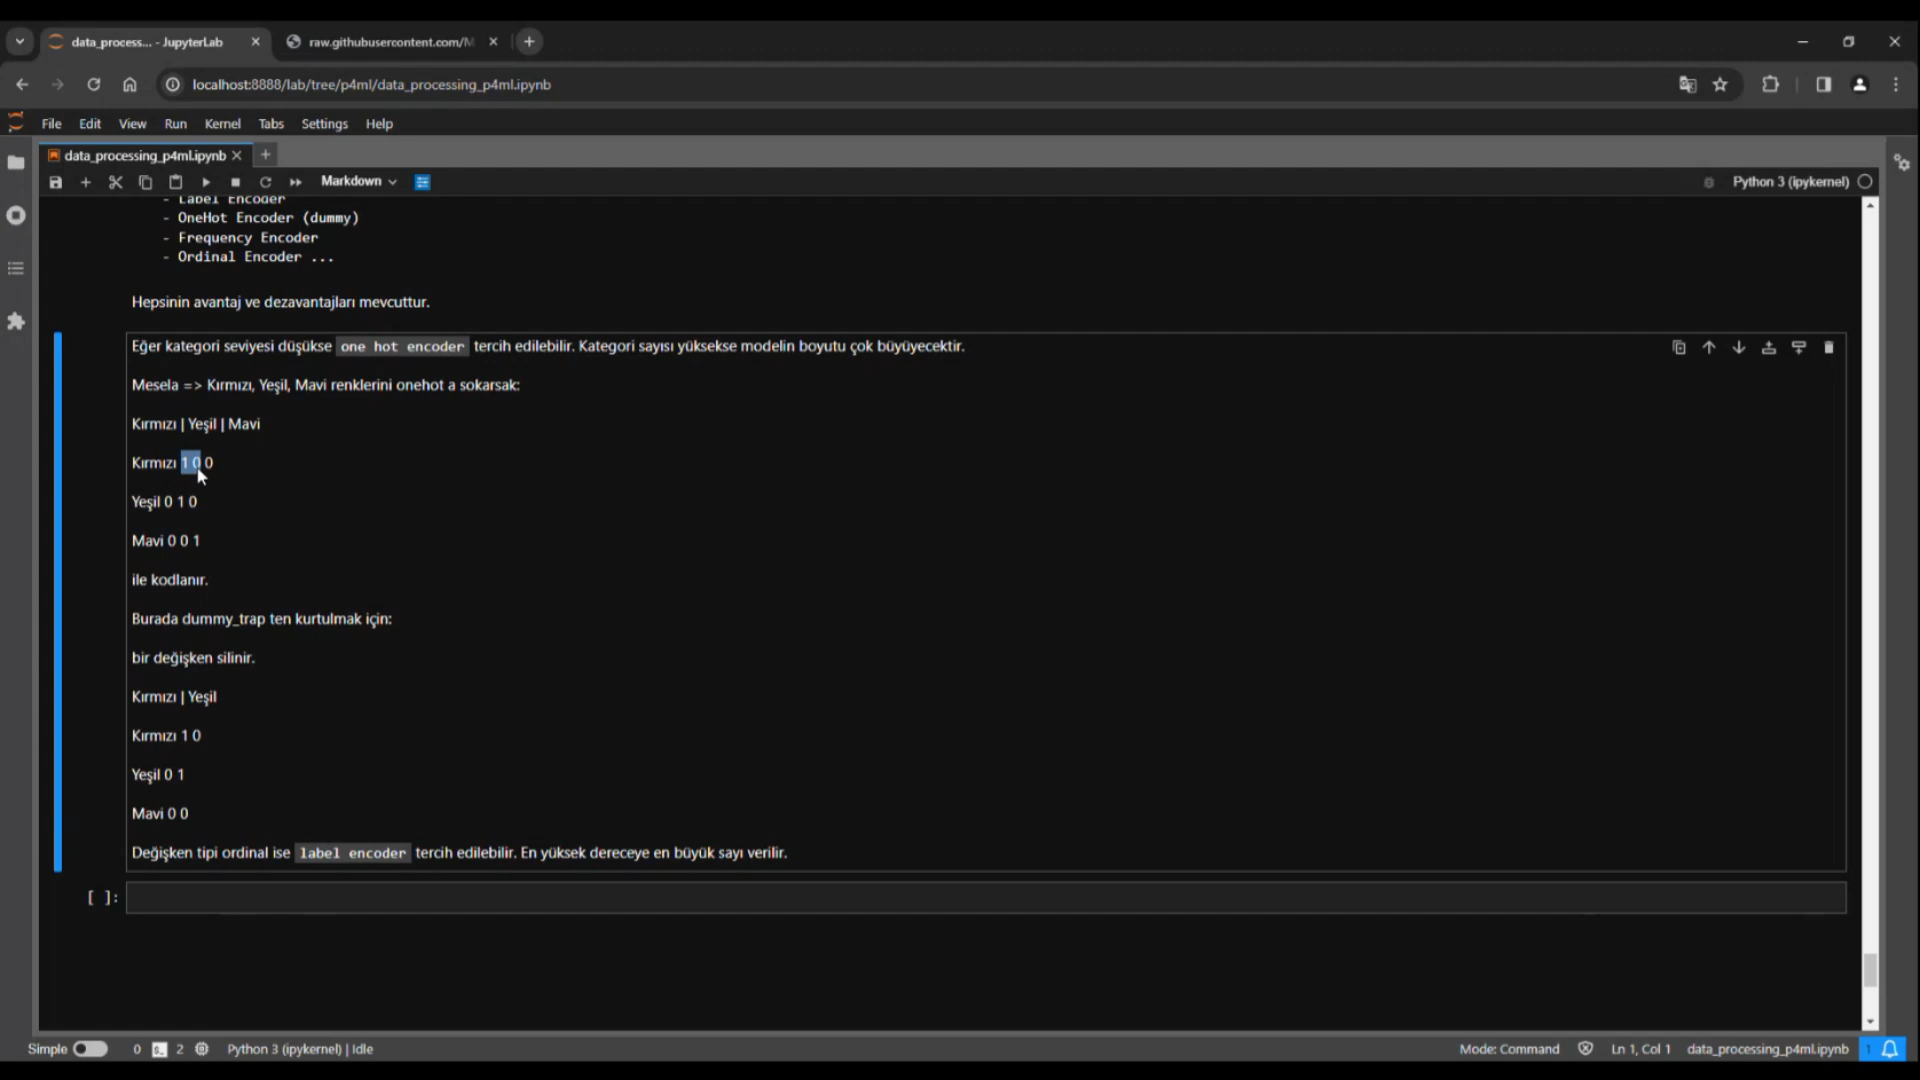 data_process... - JupyterLab
raw.githubusercontent.com/M
localhost:8888/lab/tree/p4ml/data_processing_p4ml.ipynb
File Edit View Run Kernel Tabs Settings Help
data_processing_p4ml.ipynb
Markdown
Python 3 (ipykernel)
- Label Encoder
- OneHot Encoder (dummy)
- Frequency Encoder
- Ordinal Encoder ...
Hepsinin avantaj ve dezavantajları mevcuttur.
Eğer kategori seviyesi düşükse one hot encoder tercih edilebilir. Kategori sayısı yüksekse modelin boyutu çok büyüyecektir.
Mesela => Kırmızı, Yeşil, Mavi renklerini onehot a sokarsak:
Kırmızı | Yeşil | Mavi
Kırmızı 1 0 0
Yeşil 0 1 0
Mavi 0 0 1
ile kodlanır.
Burada dummy_trap ten kurtulmak için:
bir değişken silinir.
Kırmızı | Yeşil
Kırmızı 1 0
Yeşil 0 1
Mavi 0 0
Değişken tipi ordinal ise label encoder tercih edilebilir. En yüksek dereceye en büyük sayı verilir.
[ ]:
Simple 0 2 Python 3 (ipykernel) | Idle
Mode: Command Ln 1, Col 1 data_processing_p4ml.ipynb 1